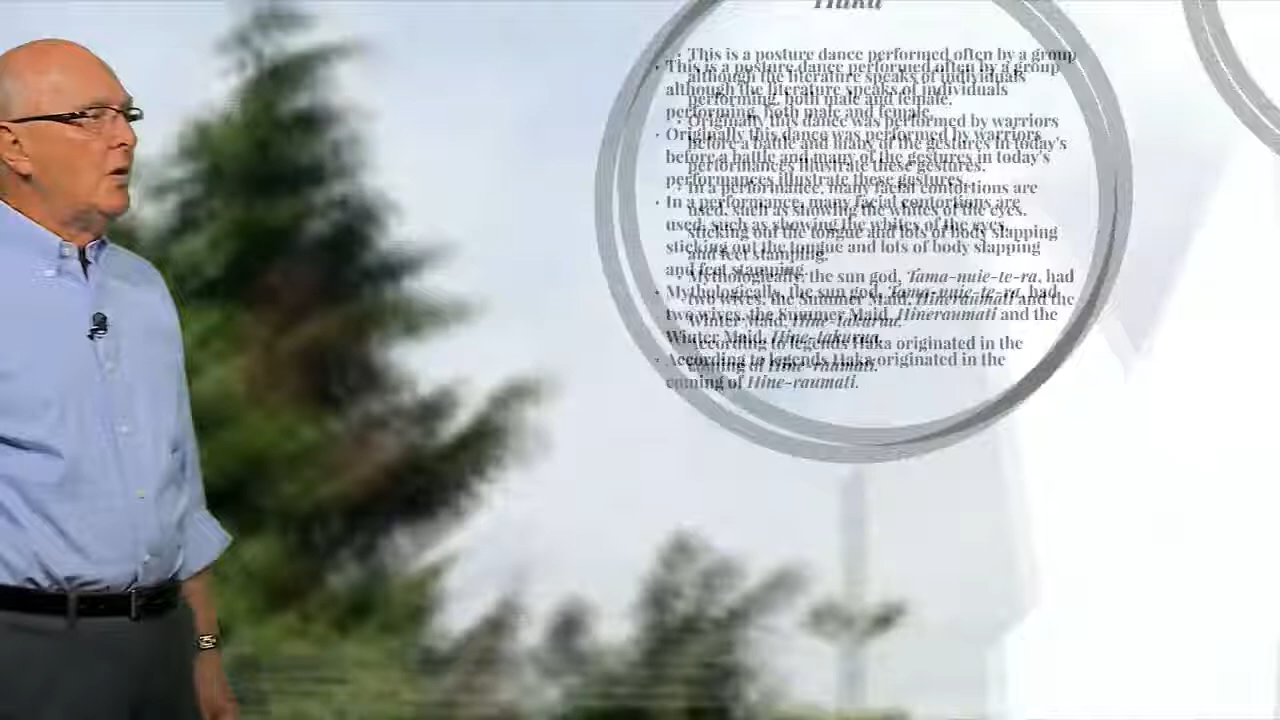 Haka
• This is a posture dance performed often by a group
although the literature speaks of individuals
performing, both male and female.
• Originally this dance was performed by warriors
before a battle and many of the gestures in today's
performances illustrate these gestures.
• In a performance, many facial contortions are
used, such as showing the whites of the eyes,
sticking out the tongue and lots of body slapping
and feet stamping.
• Mythologically, the sun god, Tama-nuie-te-ra, had
two wives, the Summer Maid, Hineraumati and the
Winter Maid, Hine-takurua.
• According to legends Haka originated in the
coming of Hine-raumati.